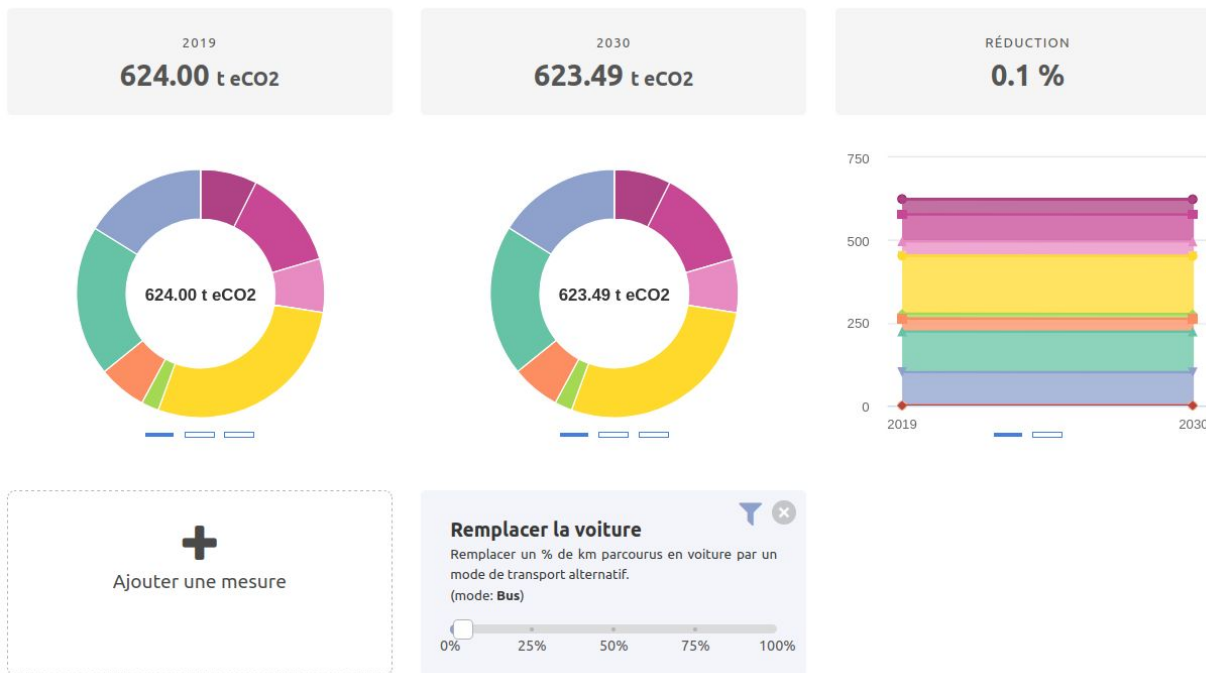 2019
624.00 t eCO2
2030
623.49 t eCO2
RÉDUCTION
0.1 %
624.00 t eCO2
623.49 t eCO2
750
500
250
0
2019
2030
Ajouter une mesure
Remplacer la voiture
Remplacer un % de km parcourus en voiture par un
mode de transport alternatif.
(mode: Bus)
0%
25%
50%
75%
100%